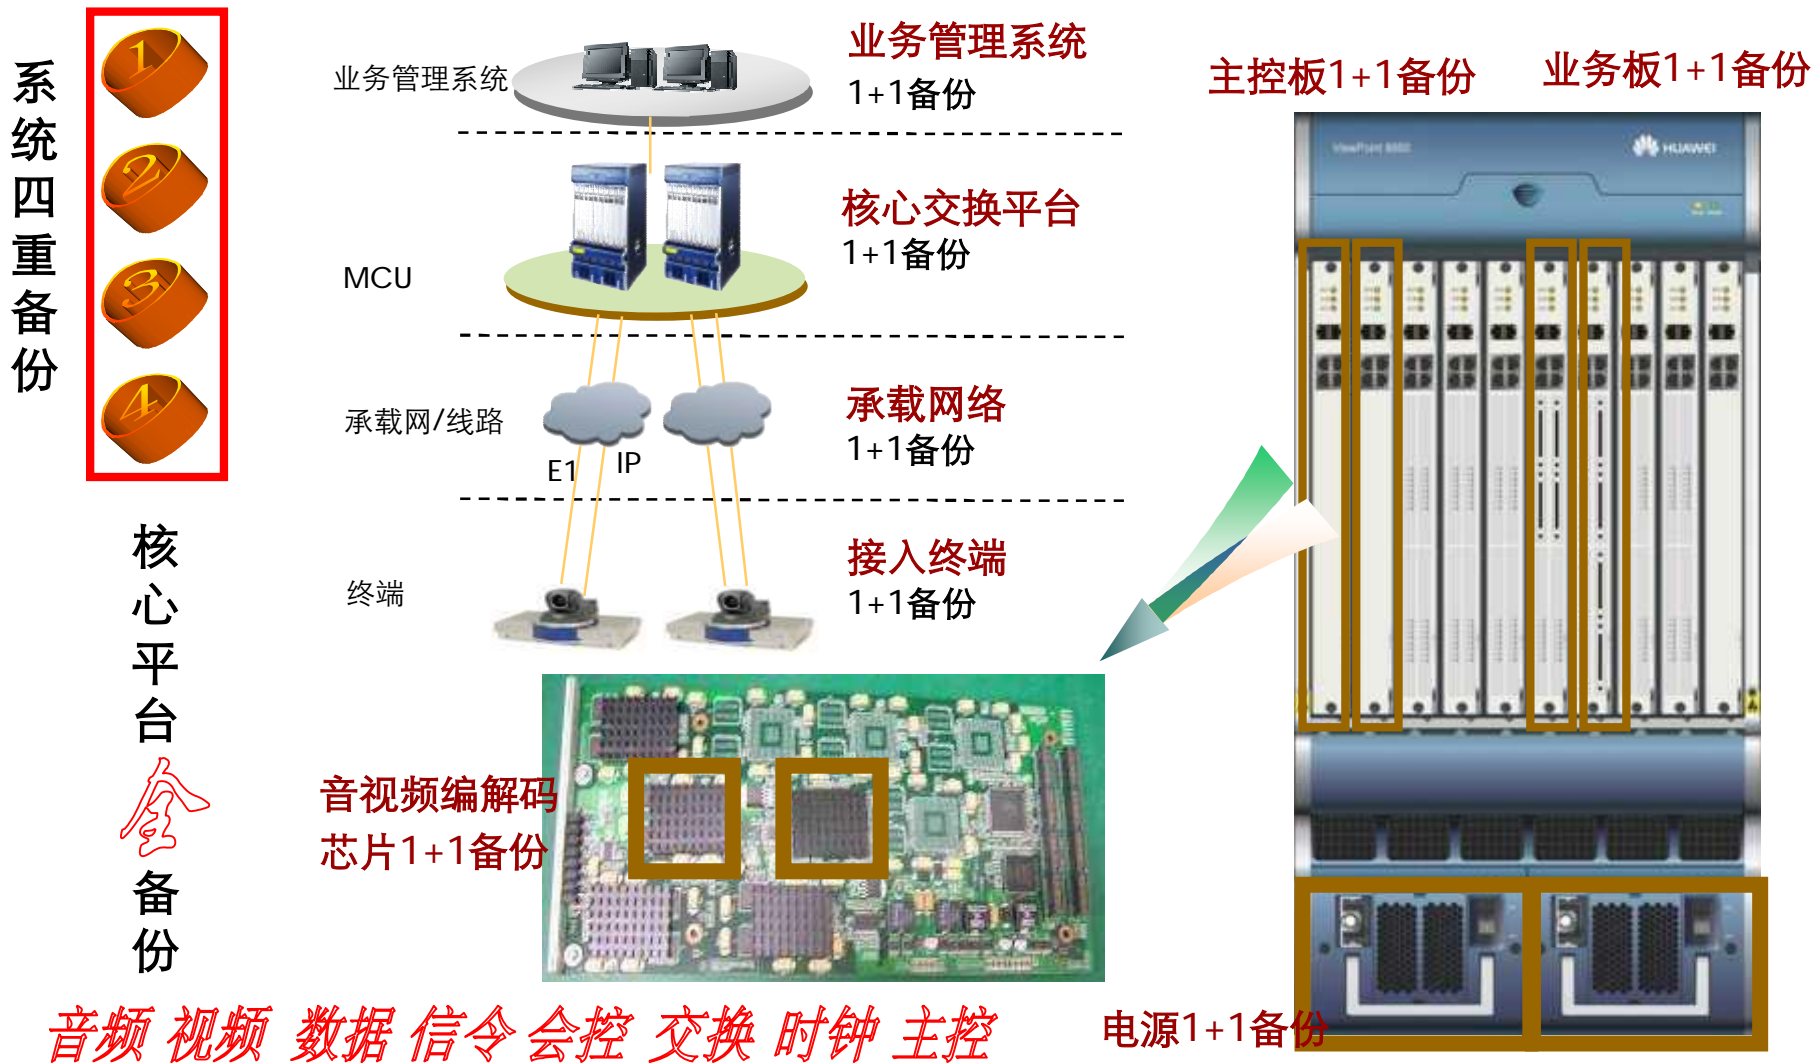 系统四重备份
1
2
3
4
核心平台全备份
业务管理系统
业务管理系统
1+1备份
MCU
核心交换平台
1+1备份
承载网/线路
E1
IP
承载网络
1+1备份
终端
接入终端
1+1备份
音视频编解码
芯片1+1备份
主控板1+1备份
业务板1+1备份
ViewPoint
HUAWEI
电源1+1备份
音频 视频 数据 信令 会控 交换 时钟 主控